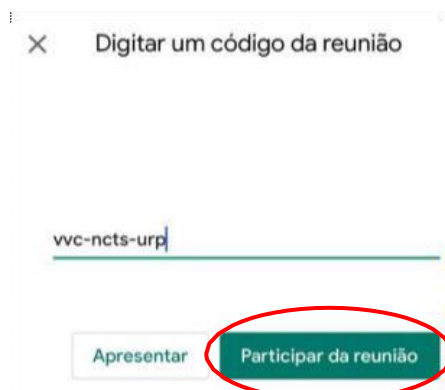 Digitar um código da reunião
vvc-ncts-urp
Apresentar Participar da reunião